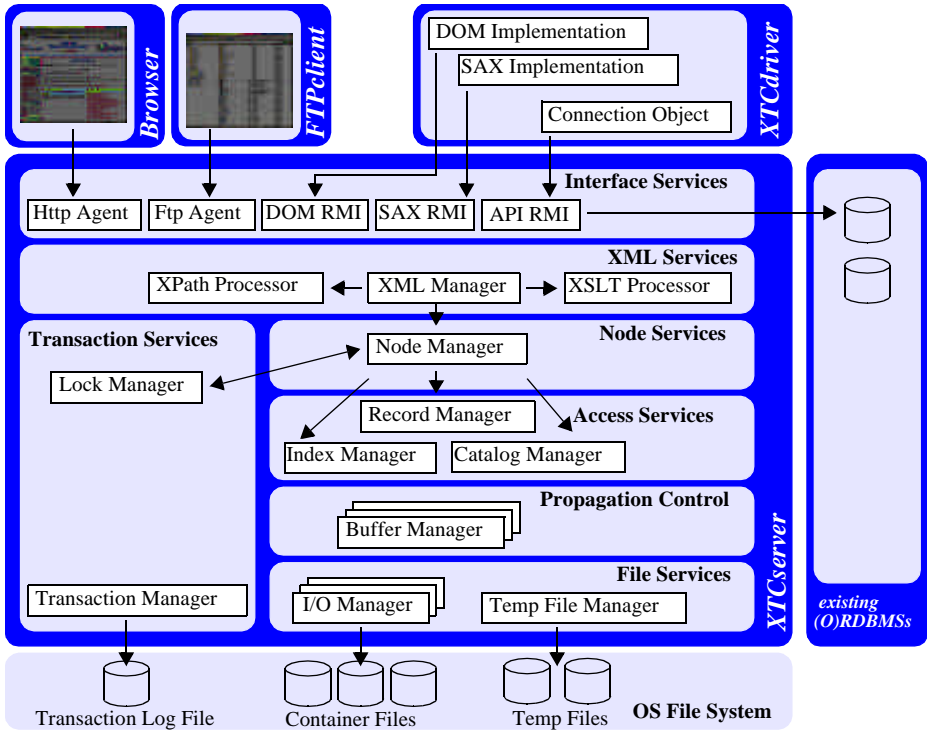 Browser
FTPclient
DOM Implementation
SAX Implementation
Connection Object
XTCdriver
Interface Services
Http Agent
Ftp Agent
DOM RMI
SAX RMI
API RMI
XML Services
XPath Processor
XML Manager
XSLT Processor
Transaction Services
Lock Manager
Transaction Manager
Node Services
Node Manager
Record Manager
Access Services
Index Manager
Catalog Manager
Propagation Control
Buffer Manager
File Services
I/O Manager
Temp File Manager
XTCserver
existing
(O)RDBMSs
Transaction Log File
Container Files
Temp Files
OS File System